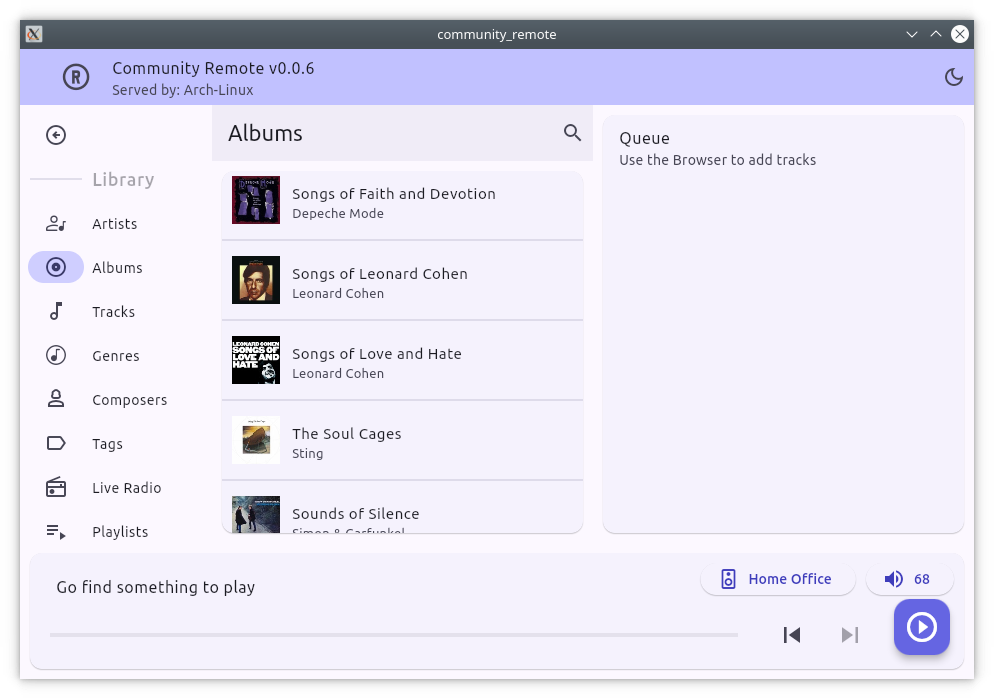 community_remote
R
Community Remote v0.0.6
Served by: Arch-Linux
Library
Artists
Albums
Tracks
Genres
Composers
Tags
Live Radio
Playlists
Albums
Songs of Faith and Devotion
Depeche Mode
Songs of Leonard Cohen
Leonard Cohen
LEONARD COHEN
SONGS OF
LOVE AND
HATE
Songs of Love and Hate
Leonard Cohen
The Soul Cages
Sting
Sounds of Silence
Simon & Garfunkel
Queue
Use the Browser to add tracks
Go find something to play
Home Office
68